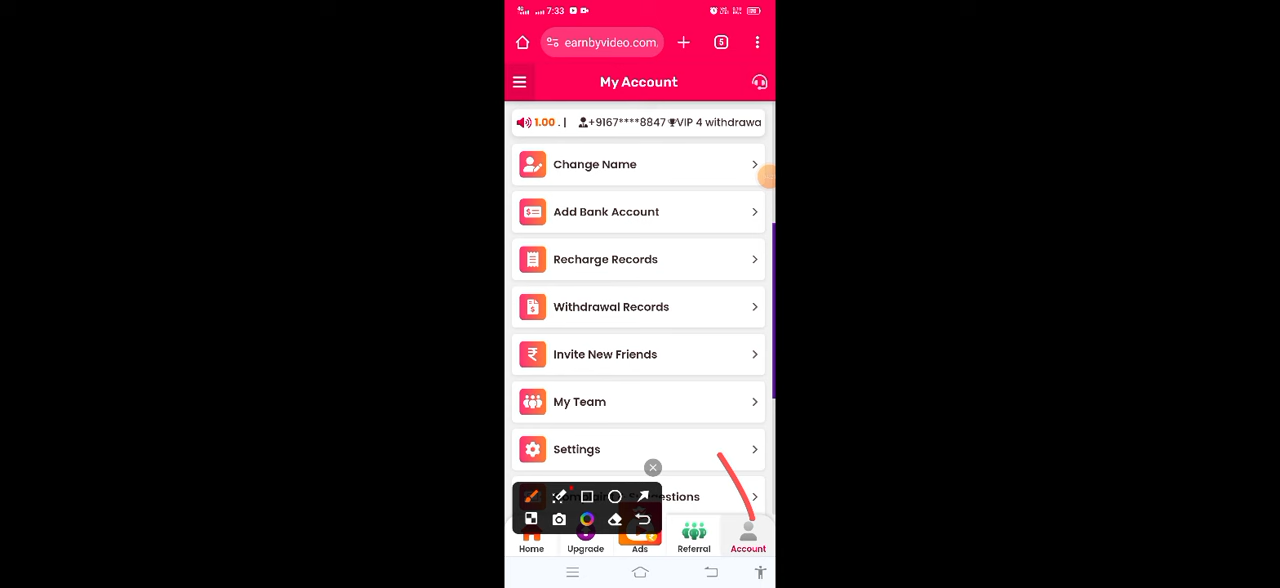 7:33
earnbyvideo.com.
5
My Account
1.00 . | +9167****8847 VIP 4 withdrawa
Change Name
Add Bank Account
Recharge Records
Withdrawal Records
Invite New Friends
My Team
Settings
Home
Upgrade
Ads
Referral
Account